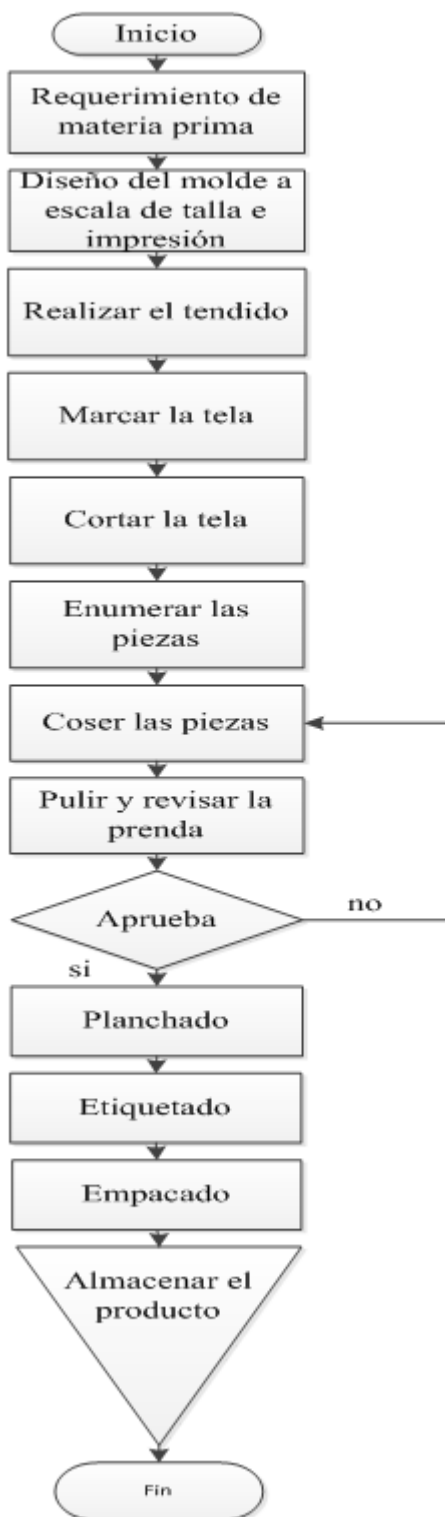 Inicio
Requerimiento de
materia prima
Diseño del molde a
escala de talla e
impresión
Realizar el tendido
Marcar la tela
Cortar la tela
Enumerar las
piezas
Coser las piezas
Pulir y revisar la
prenda
Aprueba
no
si
Planchado
Etiquetado
Empacado
Almacenar el
producto
Fin